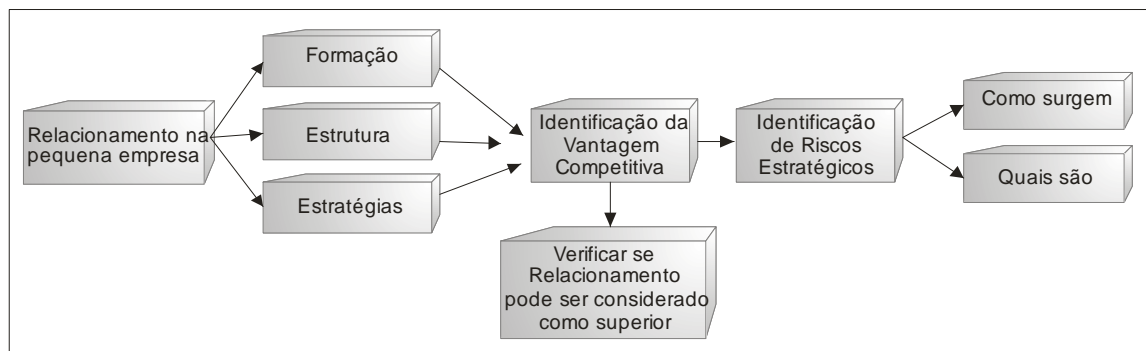 Relacionamento na
pequena empresa
Formação
Estrutura
Estratégias
Identificação da
Vantagem
Competitiva
Verificar se
Relacionamento
pode ser considerado
como superior
Identificação
de Riscos
Estratégicos
Como surgem
Quais são